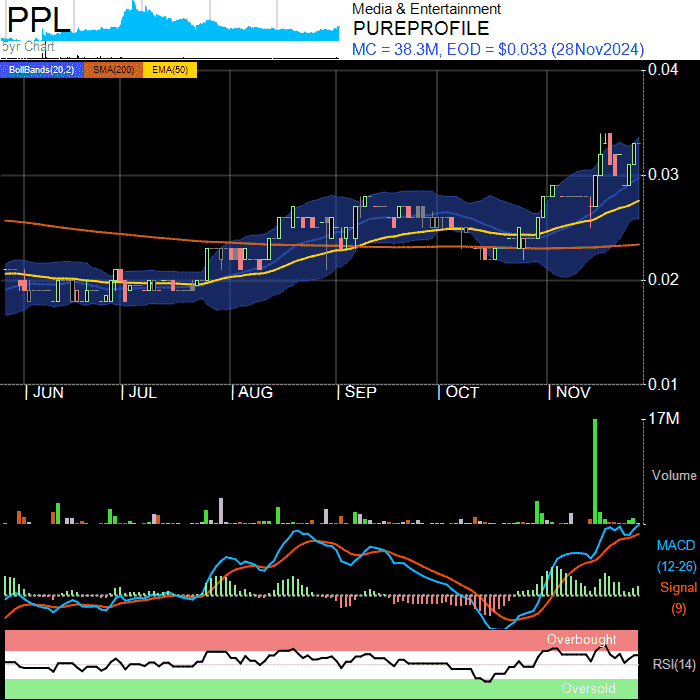 PPL
5yr Chart
Media & Entertainment
PUREPROFILE
MC = 38.3M, EOD = $0.033 (28Nov2024)
BollBands(20,2) SMA(200) EMA(50)
0.04
0.03
0.02
0.01
JUN JUL AUG SEP OCT NOV
17M
Volume
MACD
(12-26)
Signal
(9)
Overbought
RSI(14)
Oversold